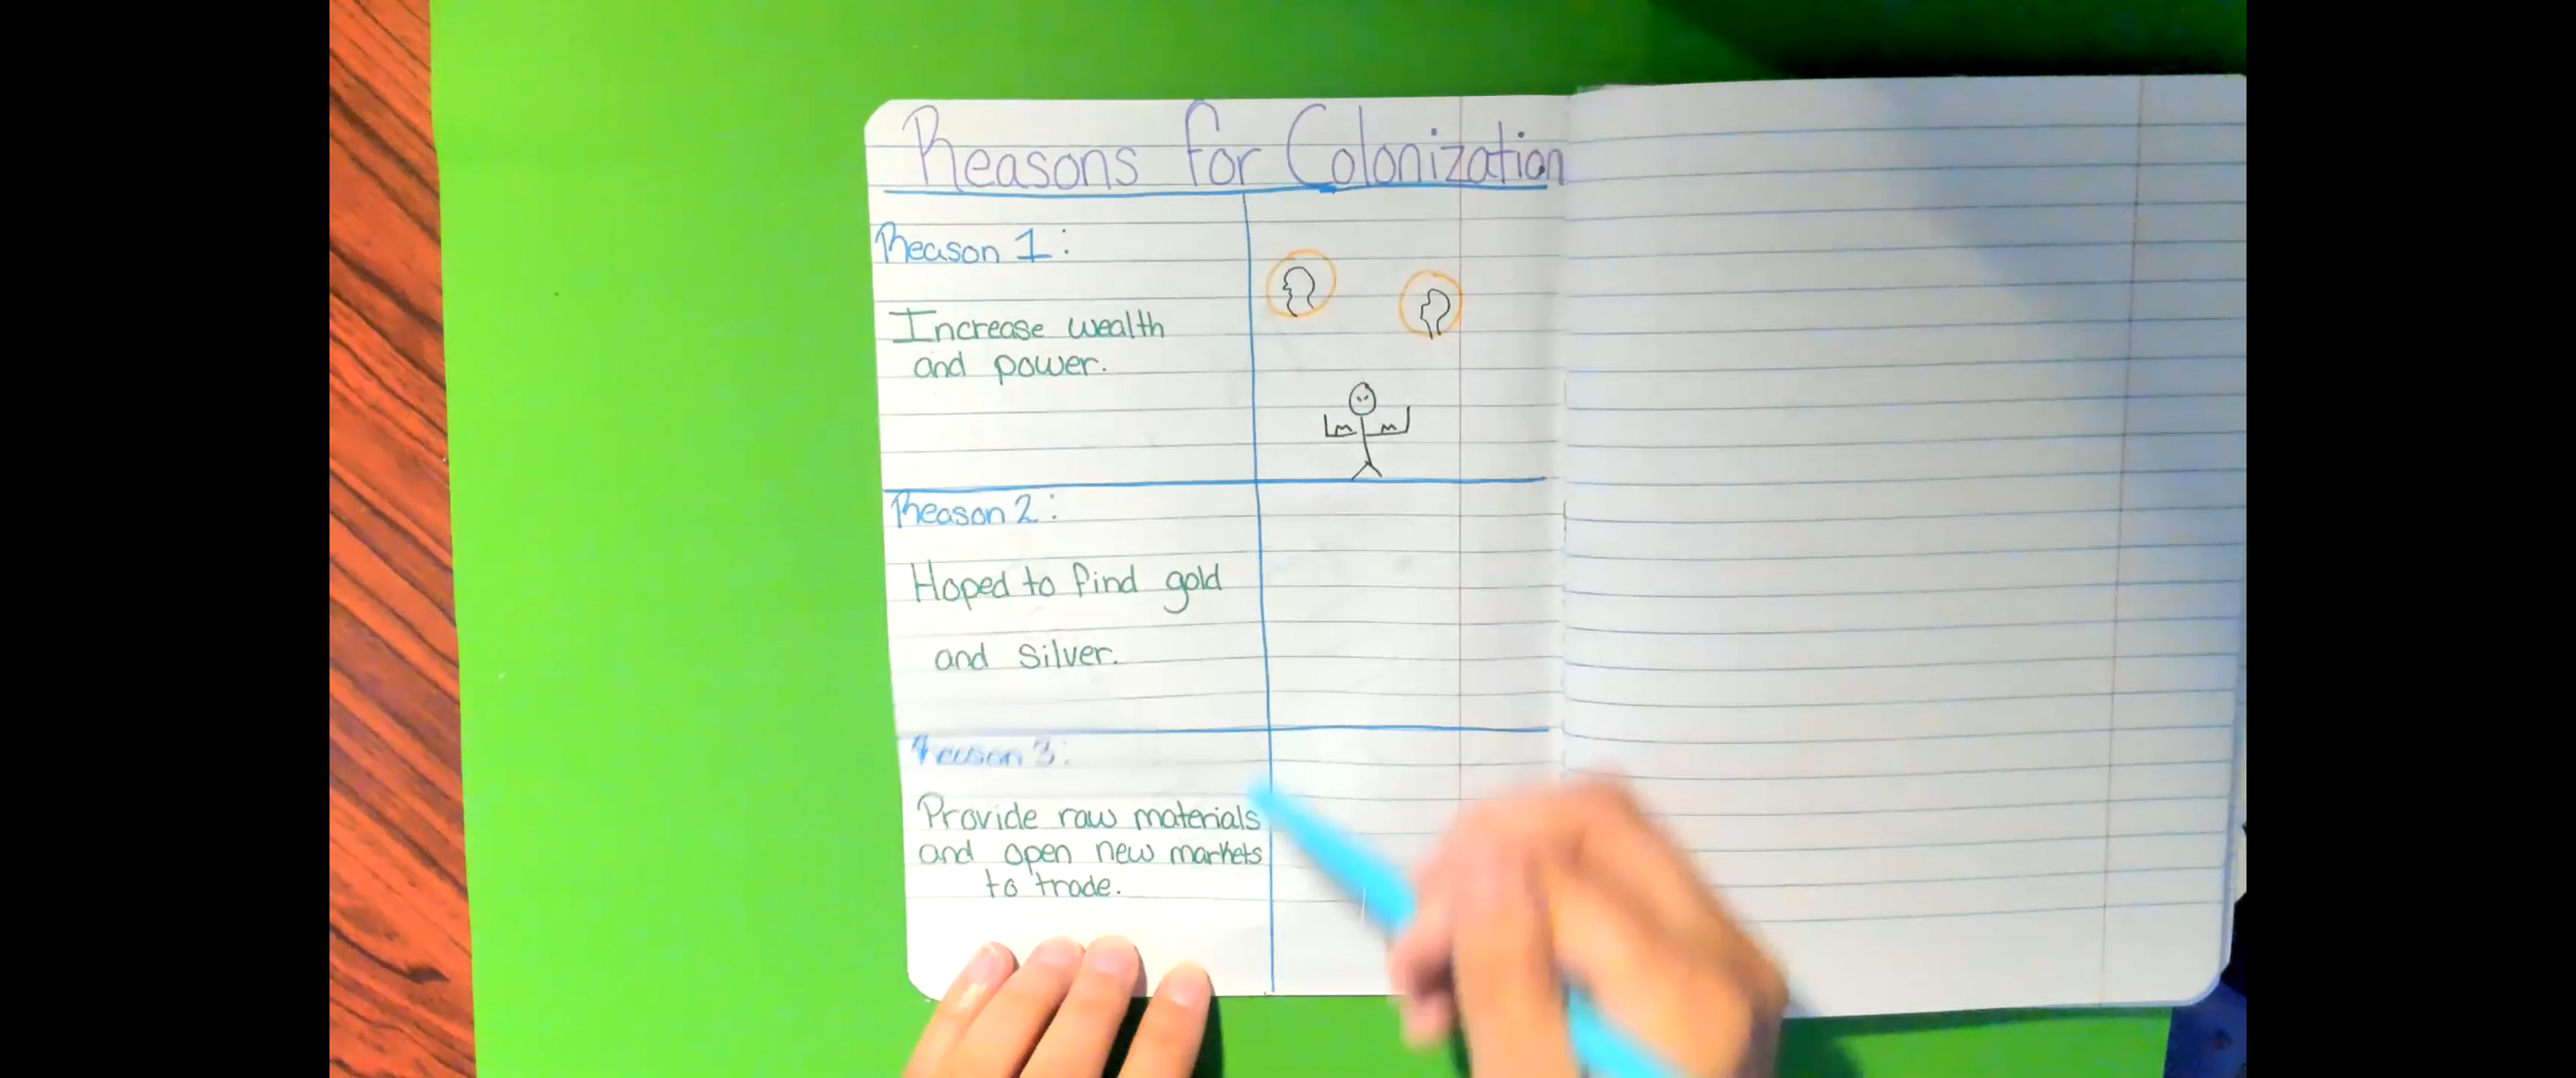 Reasons for Colonization
Reason 1:
Increase wealth
and power.
Reason 2:
Hoped to find gold
and silver.
Reason 3:
Provide raw materials
and open new markets
to trade.